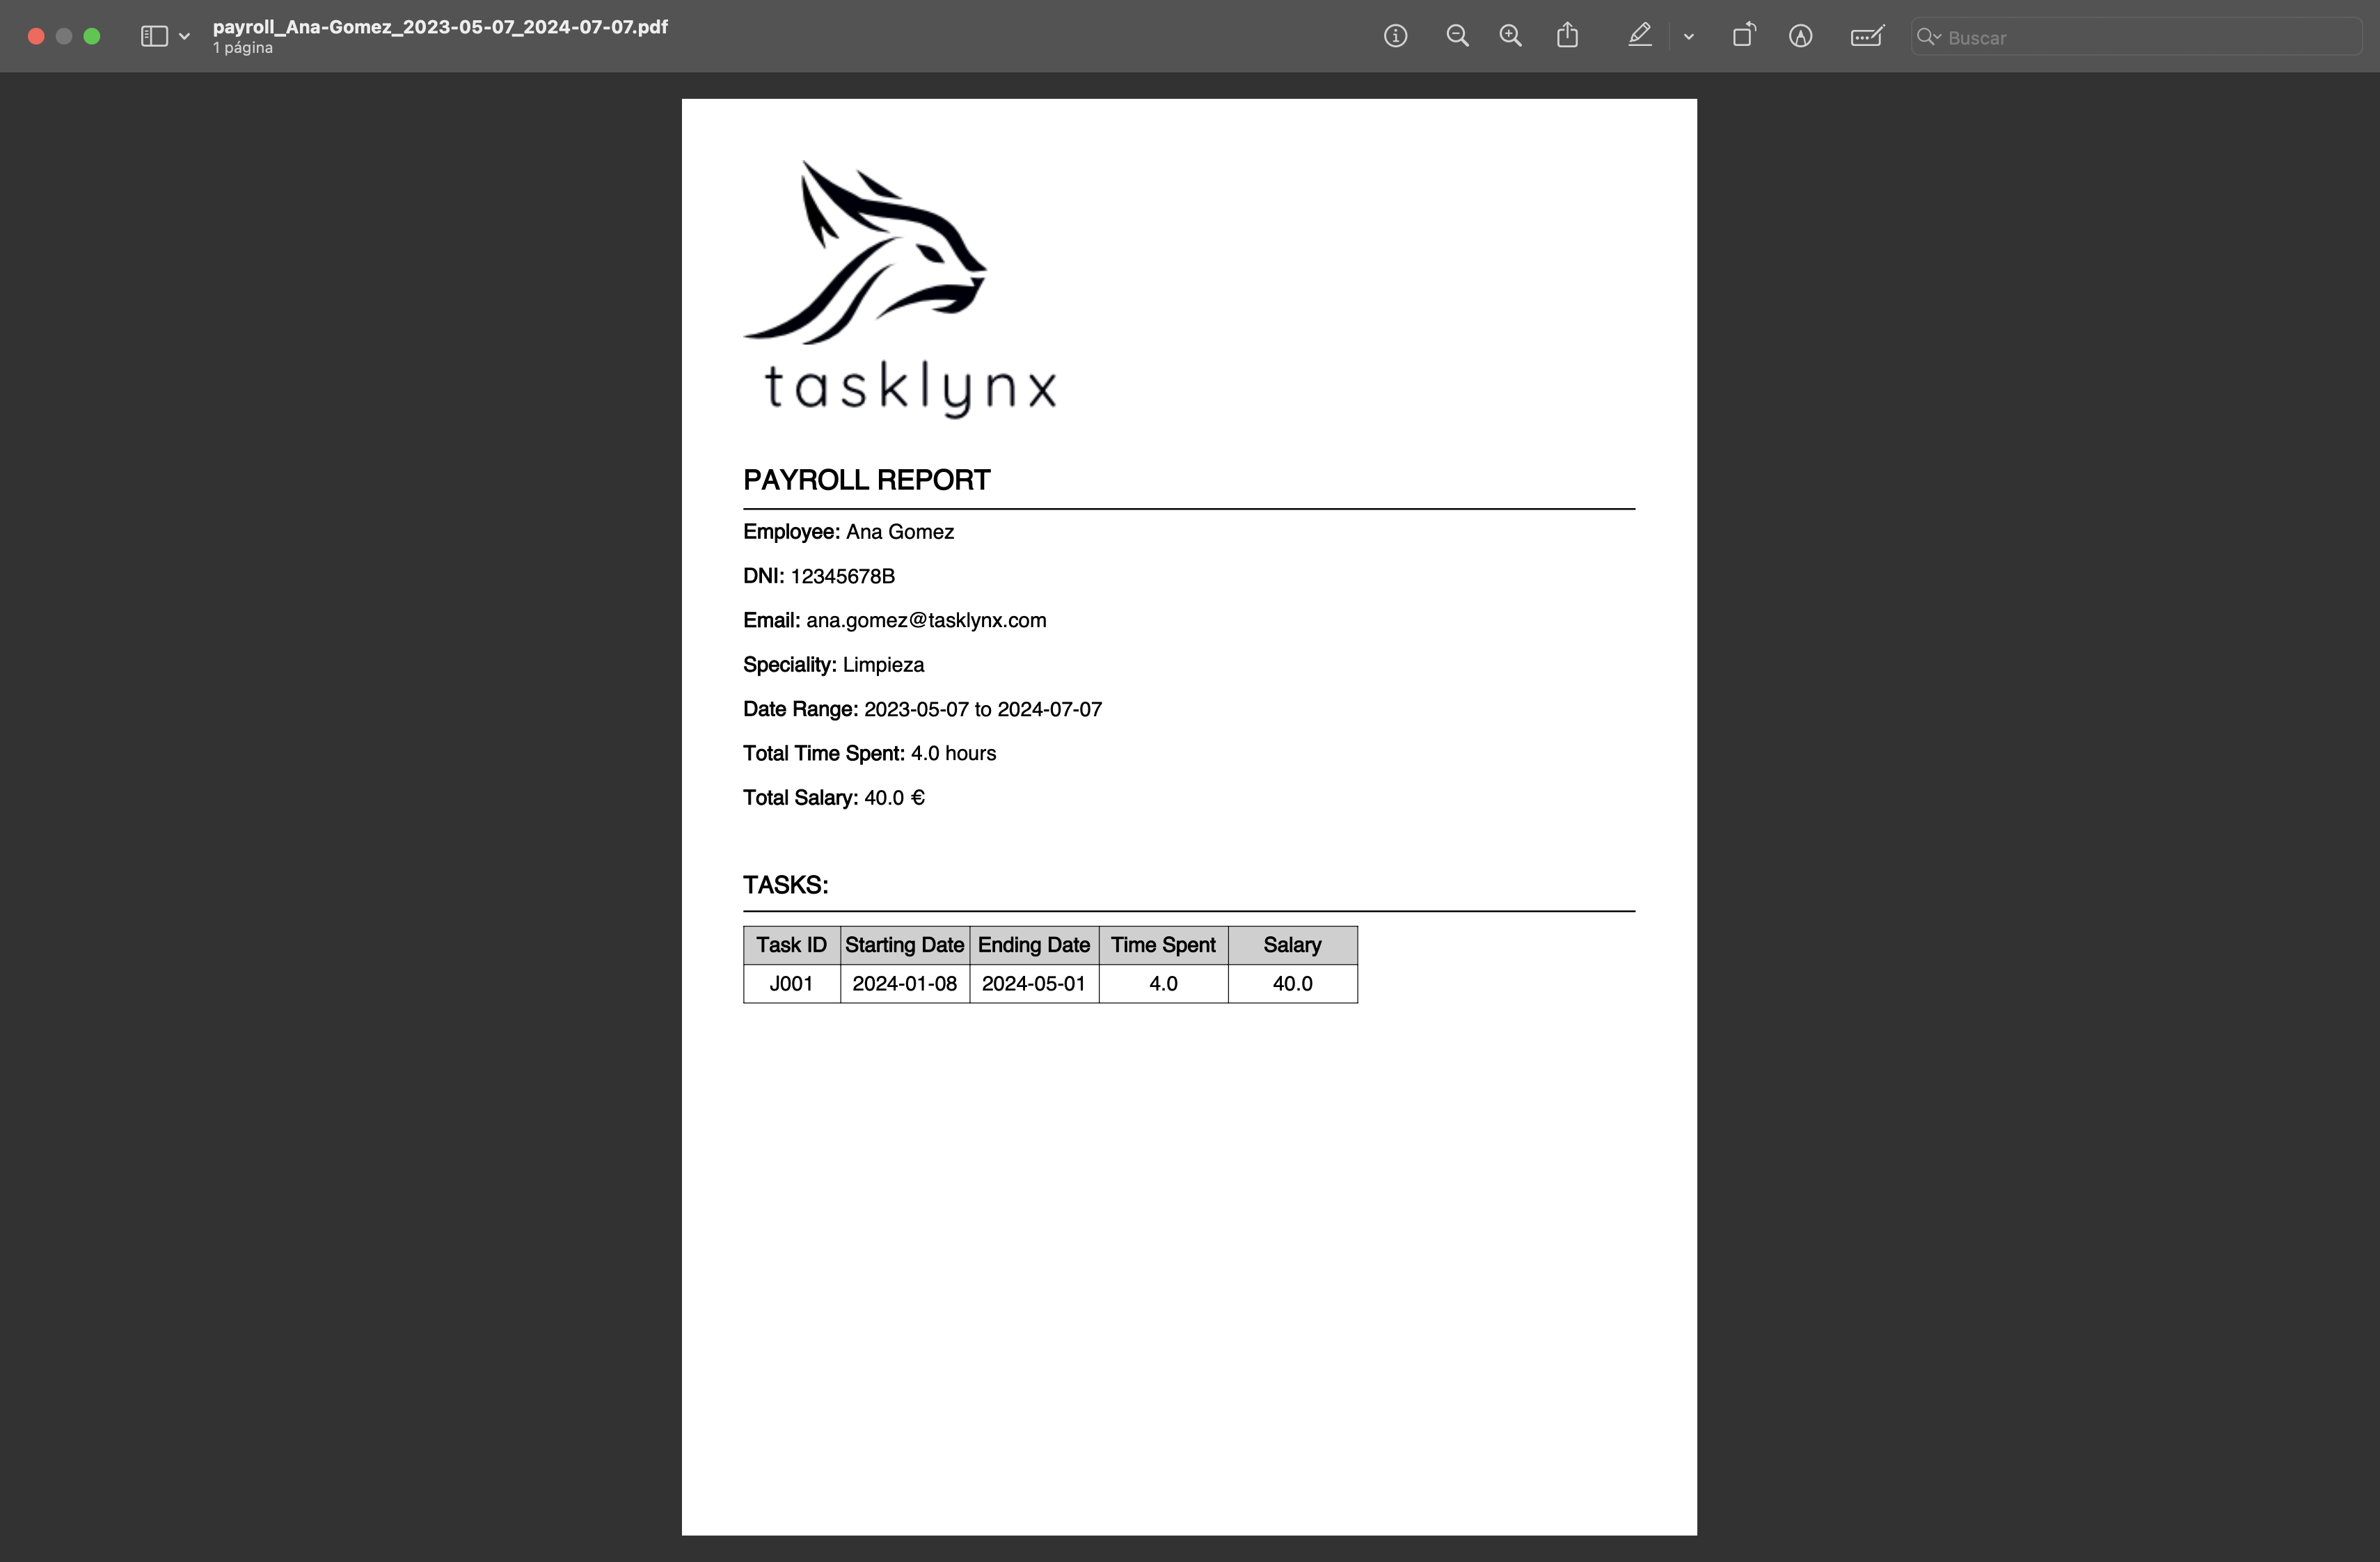 payroll_Ana-Gomez_2023-05-07_2024-07-07.pdf
1 página
Buscar
tasklynx
PAYROLL REPORT
Employee: Ana Gomez
DNI: 12345678B
Email: ana.gomez@tasklynx.com
Speciality: Limpieza
Date Range: 2023-05-07 to 2024-07-07
Total Time Spent: 4.0 hours
Total Salary: 40.0 €
TASKS:
Task ID Starting Date Ending Date Time Spent Salary
J001 2024-01-08 2024-05-01 4.0 40.0